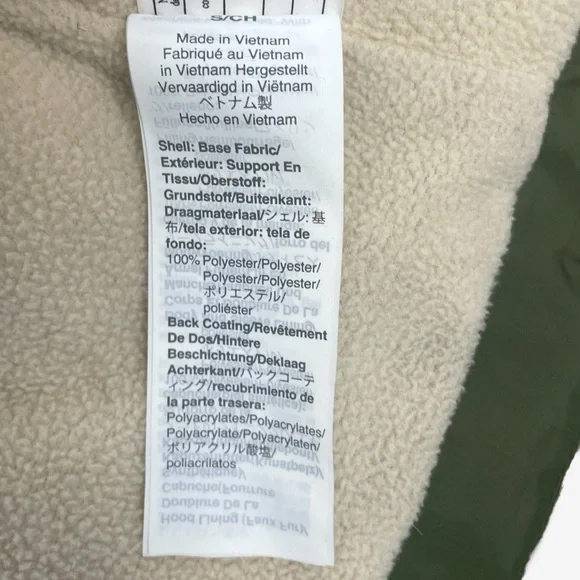 S/CH
Made in Vietnam
Fabriqué au Vietnam
in Vietnam Hergestellt
Vervaardigd in Viëtnam
ベトナム製
Hecho en Vietnam
Shell: Base Fabric/
Extérieur: Support En
Tissu/Oberstoff:
Grundstoff/Buitenkant:
Draagmateriaal/シェル: 基
布/tela exterior: tela de
fondo:
100% Polyester/Polyester/
Polyester/Polyester/
ポリエステル/
poliéster
Back Coating/Revêtement
De Dos/Hintere
Beschichtung/Deklaag
Achterkant/バックコーテ
ィング/recubrimiento de
la parte trasera:
Polyacrylates/Polyacrylates/
Polyacrylate/Polyacrylaten/
ポリアクリル酸塩/
poliacrilatos